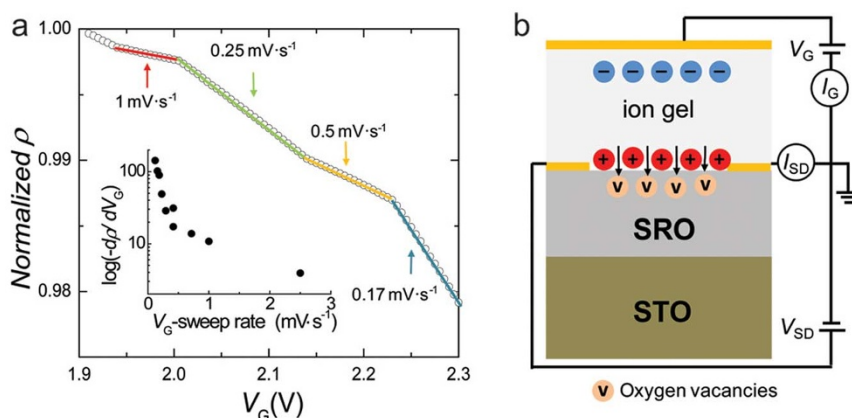 a
Normalized ρ
1.00
0.99
0.98
1.9
2.0
2.1
2.2
2.3
V_G(V)
1 mV·s⁻¹
0.25 mV·s⁻¹
0.5 mV·s⁻¹
0.17 mV·s⁻¹
log(-dρ/dV_G)
100
10
0
1
2
3
V_G-sweep rate (mV·s⁻¹)
b
− − − − −
ion gel
+ + + + +
V V V V
SRO
STO
V_G
I_G
I_SD
V_SD
V Oxygen vacancies